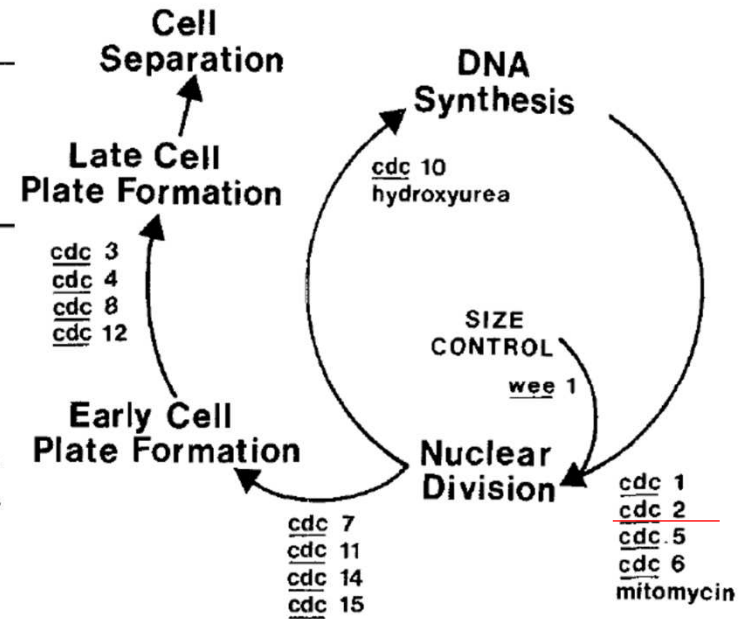 Cell
Separation
DNA
Synthesis
Late Cell
Plate Formation
cdc 10
hydroxyurea
cdc 3
cdc 4
cdc 8
cdc 12
SIZE
CONTROL
wee 1
Early Cell
Plate Formation
Nuclear
Division
cdc 1
cdc 2
cdc.5
cdc 6
mitomycin
cdc 7
cdc 11
cdc 14
cdc 15